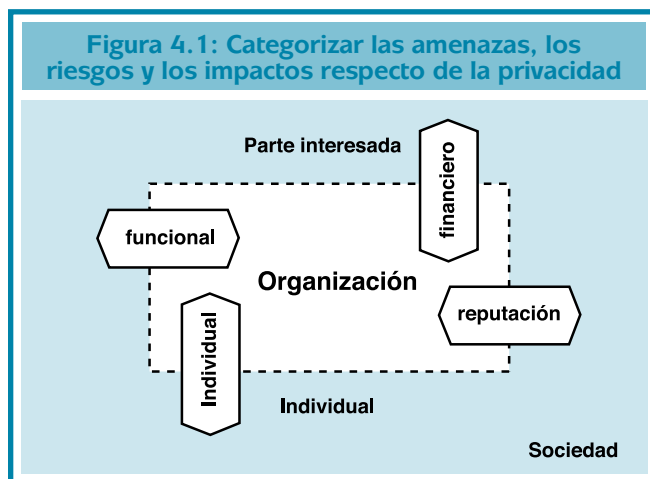 Figura 4.1: Categorizar las amenazas, los
riesgos y los impactos respecto de la privacidad
Parte interesada
financiero
funcional
Organización
reputación
Individual
Individual
Sociedad